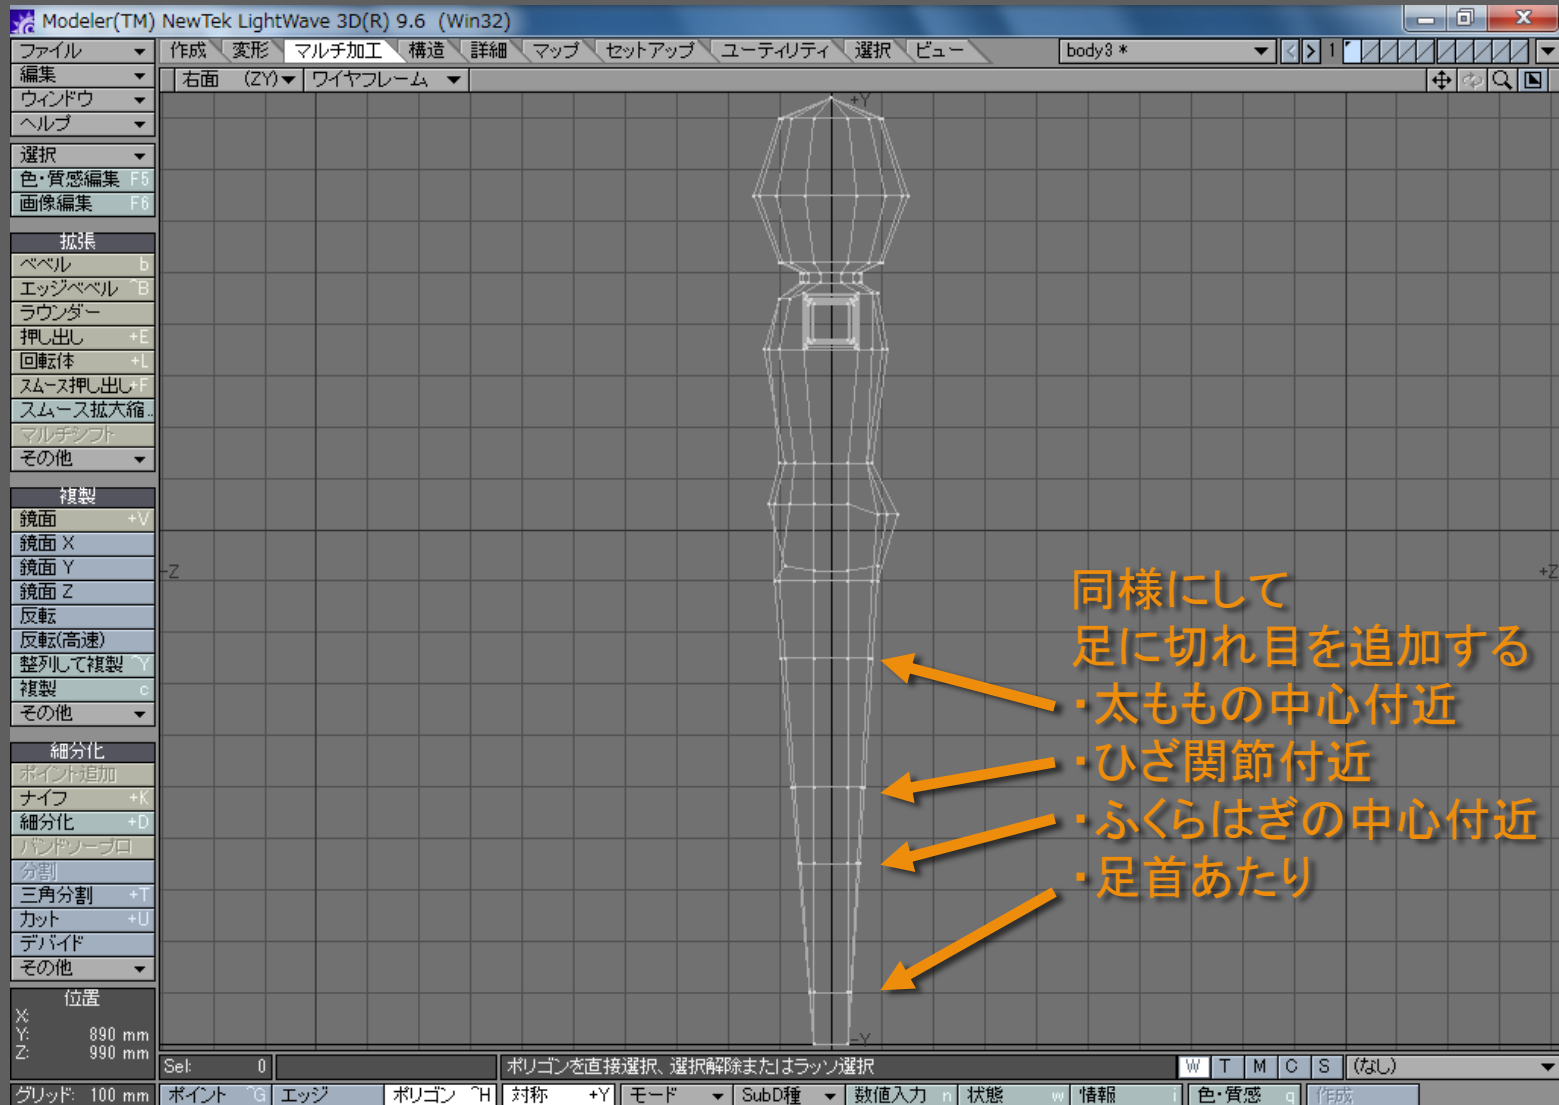 Modeler(TM) NewTek LightWave 3D(R) 9.6 (Win32)
ファイル 作成 変形 マルチ加工 構造 詳細 マップ セットアップ ユーティリティ 選択 ビュー body3 * 1
編集 右面 (ZY) ワイヤフレーム
ウィンドウ
ヘルプ
選択
色・質感編集 F5
画像編集 F6
拡張
ベベル b
エッジベベル ^B
ラウンダー
押し出し +E
回転体 +L
スムース押し出し+F
スムース拡大縮..
マルチシフト
その他
複製
鏡面 +V
鏡面 X
鏡面 Y
鏡面 Z
反転
反転(高速)
整列して複製 ^Y
複製 c
その他
細分化
ポイント追加
ナイフ +K
細分化 +D
バンドソープロ
分割
三角分割 +T
カット +U
デバイド
その他
+Y
-Z
+Z
-Y
同様にして
足に切れ目を追加する
・太ももの中心付近
・ひざ関節付近
・ふくらはぎの中心付近
・足首あたり
位置
X:
Y: 890 mm
Z: 990 mm
Sel: 0 ポリゴンを直接選択、選択解除またはラッソ選択 W T M C S (なし)
グリッド: 100 mm ポイント ^G エッジ ポリゴン ^H 対称 +Y モード SubD種 数値入力 n 状態 w 情報 i 色・質感 q 作成